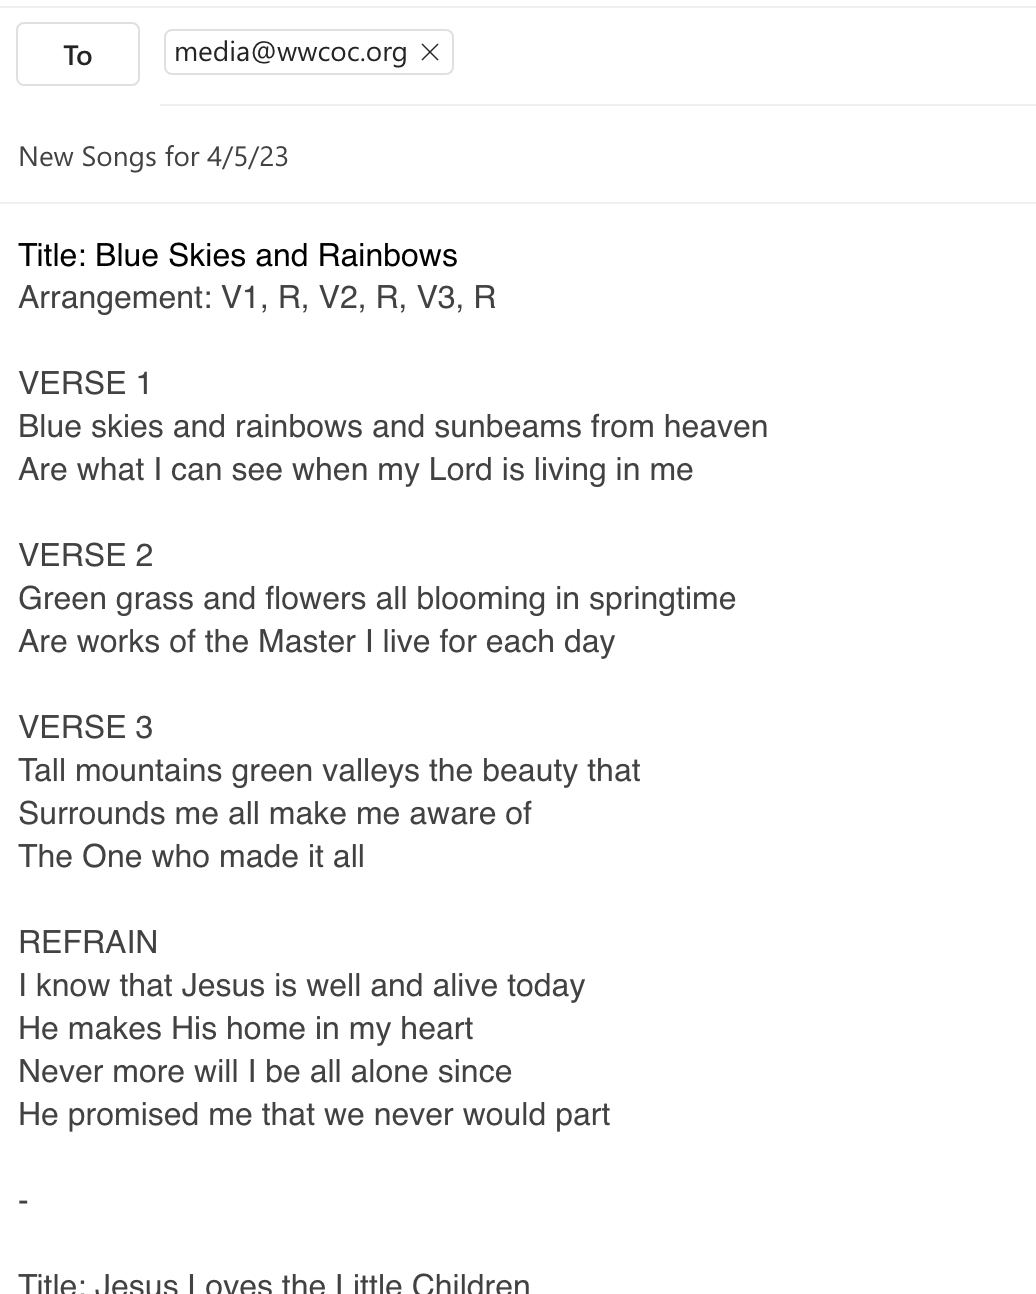 To
media@wwcoc.org
New Songs for 4/5/23
Title: Blue Skies and Rainbows
Arrangement: V1, R, V2, R, V3, R
VERSE 1
Blue skies and rainbows and sunbeams from heaven
Are what I can see when my Lord is living in me
VERSE 2
Green grass and flowers all blooming in springtime
Are works of the Master I live for each day
VERSE 3
Tall mountains green valleys the beauty that
Surrounds me all make me aware of
The One who made it all
REFRAIN
I know that Jesus is well and alive today
He makes His home in my heart
Never more will I be all alone since
He promised me that we never would part
-
Title: Jesus Loves the Little Children